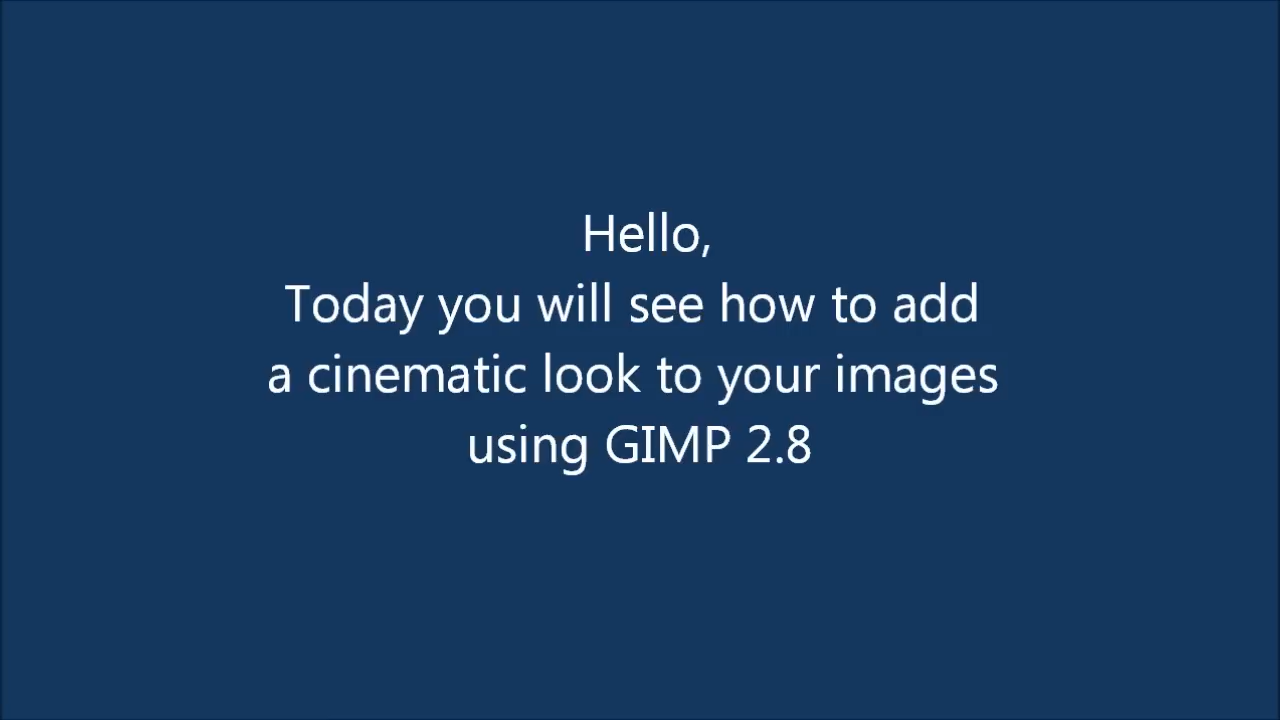 Hello,
Today you will see how to add
a cinematic look to your images
using GIMP 2.8